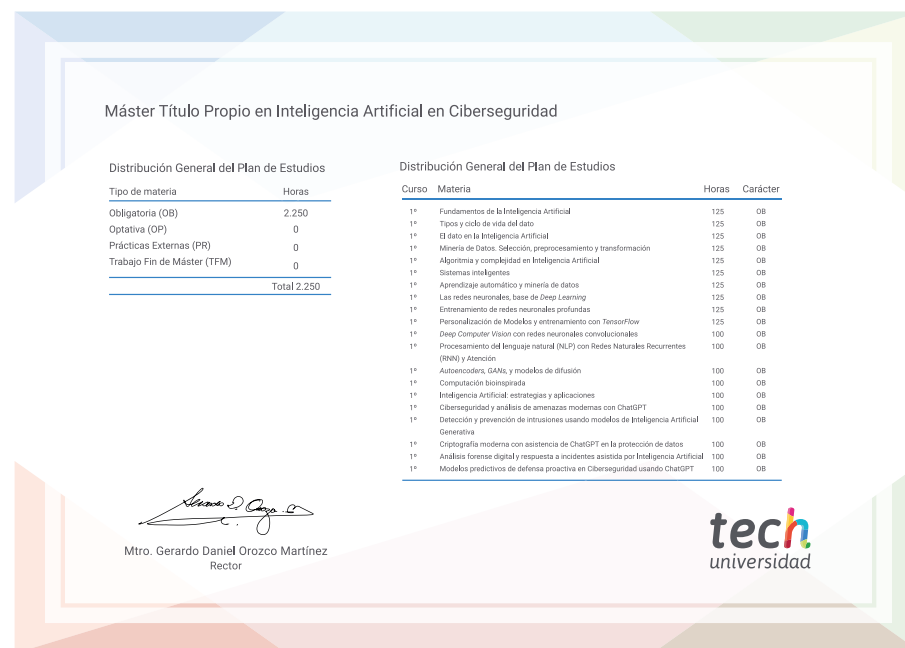 Máster Título Propio en Inteligencia Artificial en Ciberseguridad
Distribución General del Plan de Estudios
Tipo de materia Horas
Obligatoria (OB) 2.250
Optativa (OP) 0
Prácticas Externas (PR) 0
Trabajo Fin de Máster (TFM) 0
Total 2.250
Distribución General del Plan de Estudios
Curso Materia Horas Carácter
1º Fundamentos de la Inteligencia Artificial 125 OB
1º Tipos y ciclo de vida del dato 125 OB
1º El dato en la Inteligencia Artificial 125 OB
1º Minería de Datos. Selección, preprocesamiento y transformación 125 OB
1º Algoritmia y complejidad en Inteligencia Artificial 125 OB
1º Sistemas inteligentes 125 OB
1º Aprendizaje automático y minería de datos 125 OB
1º Las redes neuronales, base de Deep Learning 125 OB
1º Entrenamiento de redes neuronales profundas 125 OB
1º Personalización de Modelos y entrenamiento con TensorFlow 125 OB
1º Deep Computer Vision con redes neuronales convolucionales 100 OB
1º Procesamiento del lenguaje natural (NLP) con Redes Naturales Recurrentes 100 OB
(RNN) y Atención
1º Autoencoders, GANs, y modelos de difusión 100 OB
1º Computación bioinspirada 100 OB
1º Inteligencia Artificial: estrategias y aplicaciones 100 OB
1º Ciberseguridad y análisis de amenazas modernas con ChatGPT 100 OB
1º Detección y prevención de intrusiones usando modelos de Inteligencia Artificial 100 OB
Generativa
1º Criptografía moderna con asistencia de ChatGPT en la protección de datos 100 OB
1º Análisis forense digital y respuesta a incidentes asistida por Inteligencia Artificial 100 OB
1º Modelos predictivos de defensa proactiva en Ciberseguridad usando ChatGPT 100 OB
Mtro. Gerardo Daniel Orozco Martínez
Rector
tech
universidad